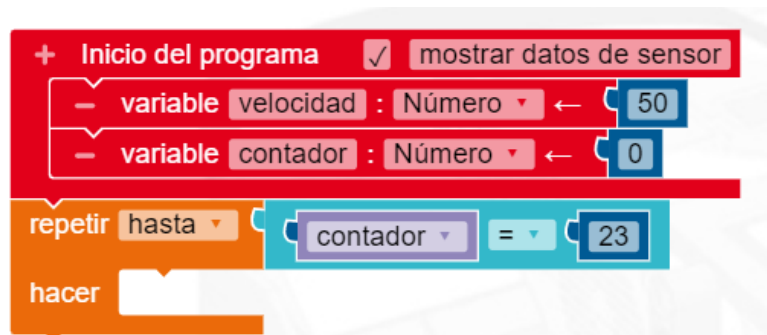 + Inicio del programa ✓ mostrar datos de sensor
− variable velocidad : Número ▾ ← 50
− variable contador : Número ▾ ← 0
repetir hasta ▾ contador ▾ = ▾ 23
hacer